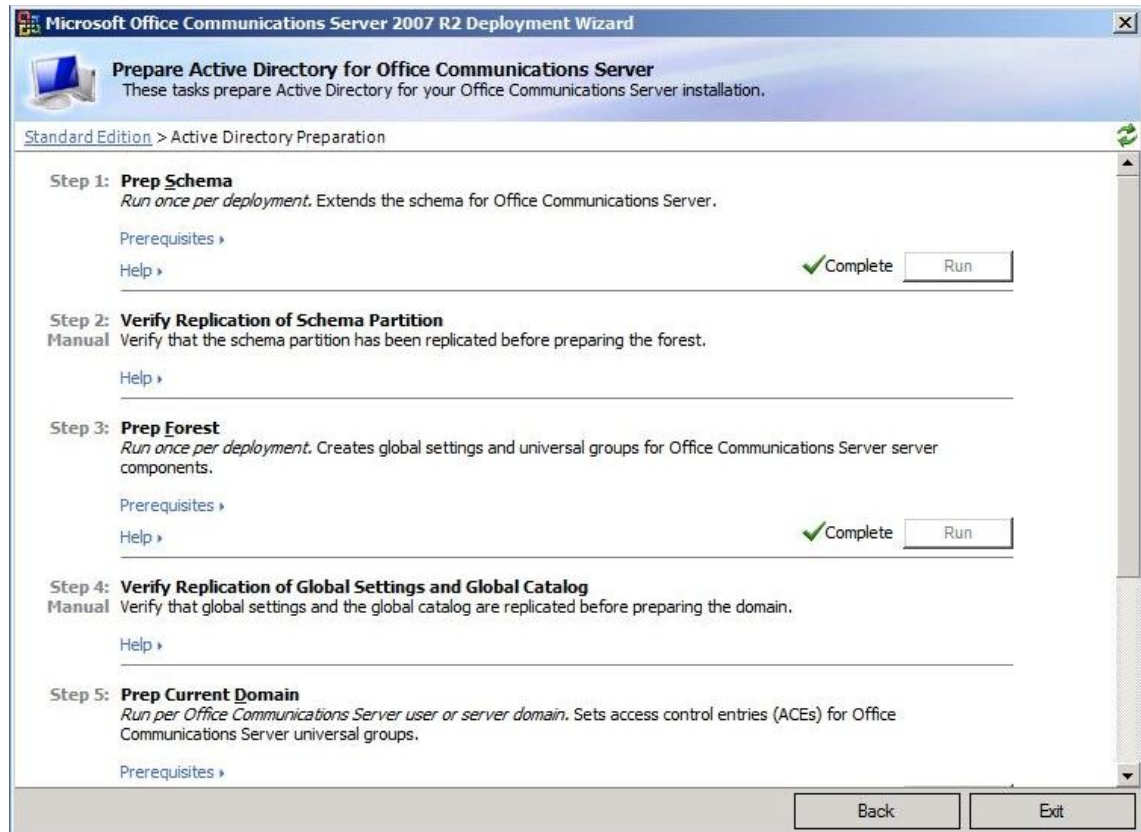 Microsoft Office Communications Server 2007 R2 Deployment Wizard
Prepare Active Directory for Office Communications Server
These tasks prepare Active Directory for your Office Communications Server installation.
Standard Edition > Active Directory Preparation
Step 1: Prep Schema
Run once per deployment. Extends the schema for Office Communications Server.
Prerequisites
Help
Complete Run
Step 2: Verify Replication of Schema Partition
Manual Verify that the schema partition has been replicated before preparing the forest.
Help
Step 3: Prep Forest
Run once per deployment. Creates global settings and universal groups for Office Communications Server server
components.
Prerequisites
Help
Complete Run
Step 4: Verify Replication of Global Settings and Global Catalog
Manual Verify that global settings and the global catalog are replicated before preparing the domain.
Help
Step 5: Prep Current Domain
Run per Office Communications Server user or server domain. Sets access control entries (ACEs) for Office
Communications Server universal groups.
Prerequisites
Back Exit